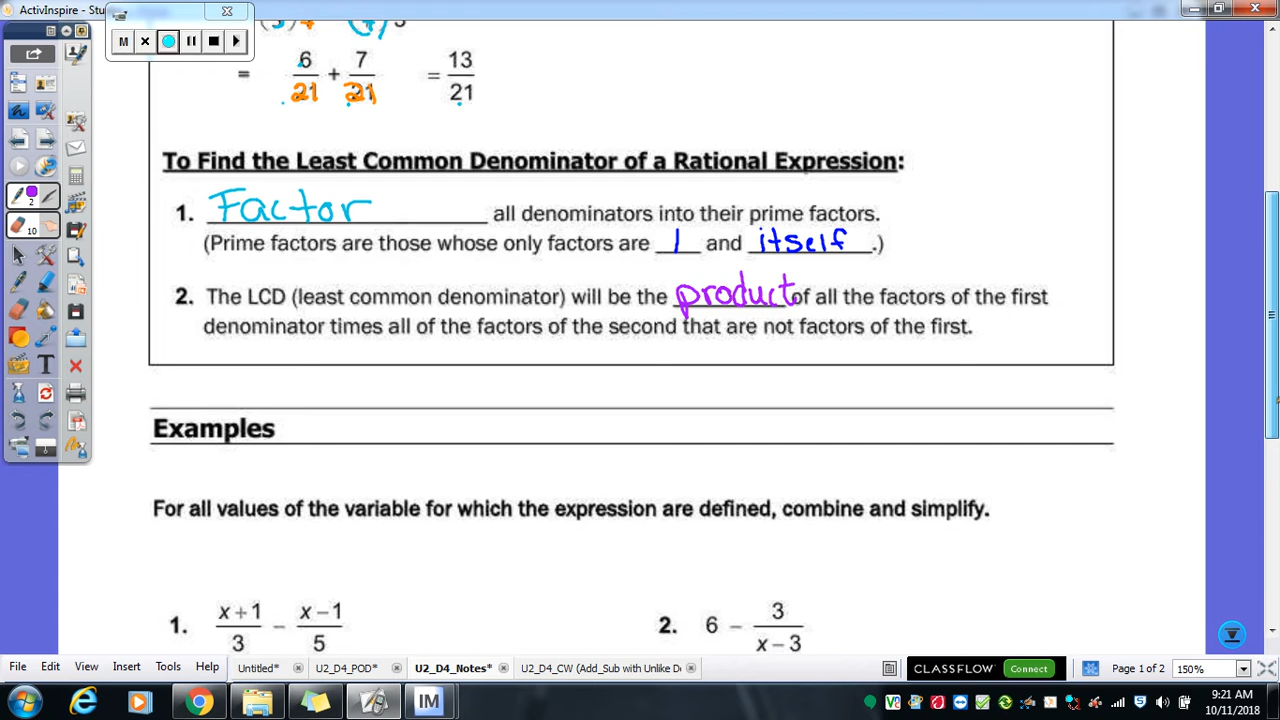 ActivInspire - Stu
M
(3) (7) 3
= 6/21 + 7/21 = 13/21
To Find the Least Common Denominator of a Rational Expression:
1. Factor all denominators into their prime factors.
(Prime factors are those whose only factors are 1 and itself.)
2. The LCD (least common denominator) will be the product of all the factors of the first
denominator times all of the factors of the second that are not factors of the first.
Examples
For all values of the variable for which the expression are defined, combine and simplify.
1. x+1/3 - x-1/5 2. 6 - 3/x-3
2
10
T
File Edit View Insert Tools Help Untitled* U2_D4_POD* U2_D4_Notes* U2_D4_CW (Add_Sub with Unlike De CLASSFLOW Connect Page 1 of 2 150%
IM
9:21 AM
10/11/2018